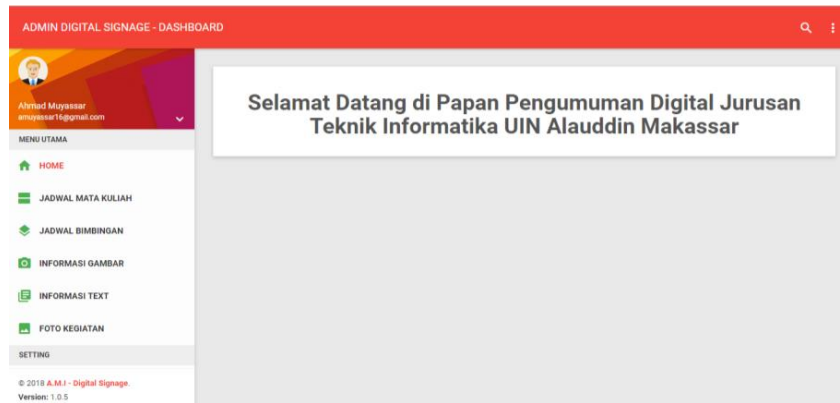 ADMIN DIGITAL SIGNAGE - DASHBOARD
Ahmad Muyassar
amuyassar16@gmail.com
MENU UTAMA
HOME
JADWAL MATA KULIAH
JADWAL BIMBINGAN
INFORMASI GAMBAR
INFORMASI TEXT
FOTO KEGIATAN
SETTING
© 2018 A.M.I - Digital Signage.
Version: 1.0.5
Selamat Datang di Papan Pengumuman Digital Jurusan
Teknik Informatika UIN Alauddin Makassar